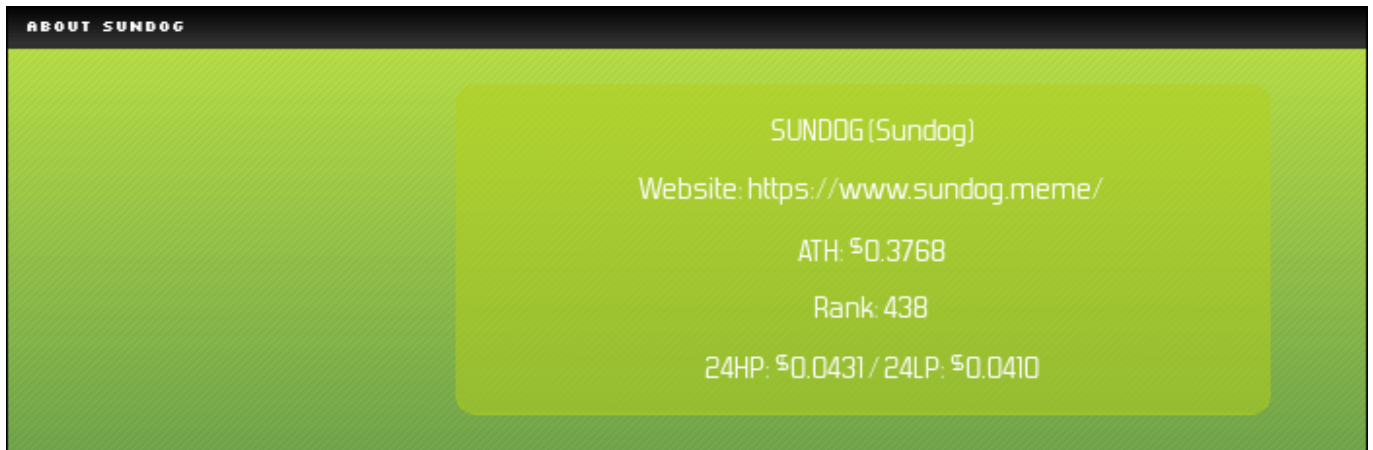 ABOUT SUNDOG
SUNDOG (Sundog)
Website: https://www.sundog.meme/
ATH: $0.3768
Rank: 438
24HP: $0.0431 / 24LP: $0.0410